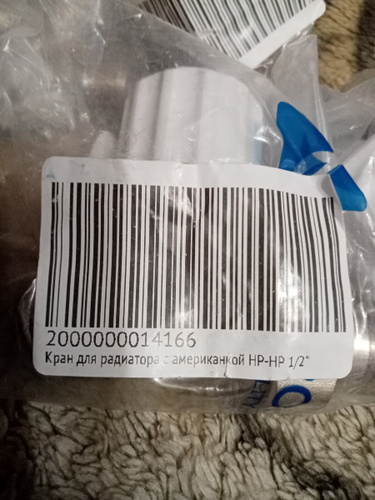 2000000014166
Кран для радиатора с американкой НР-НР 1/2"